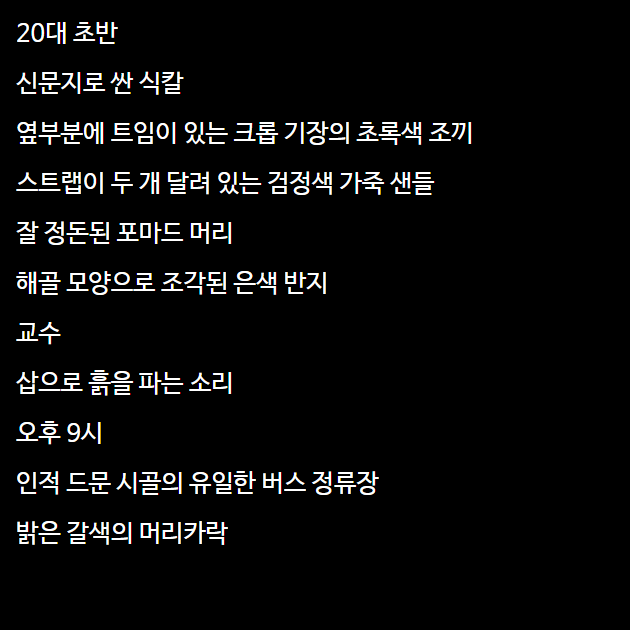 20대 초반
신문지로 싼 식칼
옆부분에 트임이 있는 크롭 기장의 초록색 조끼
스트랩이 두 개 달려 있는 검정색 가죽 샌들
잘 정돈된 포마드 머리
해골 모양으로 조각된 은색 반지
교수
삽으로 흙을 파는 소리
오후 9시
인적 드문 시골의 유일한 버스 정류장
밝은 갈색의 머리카락